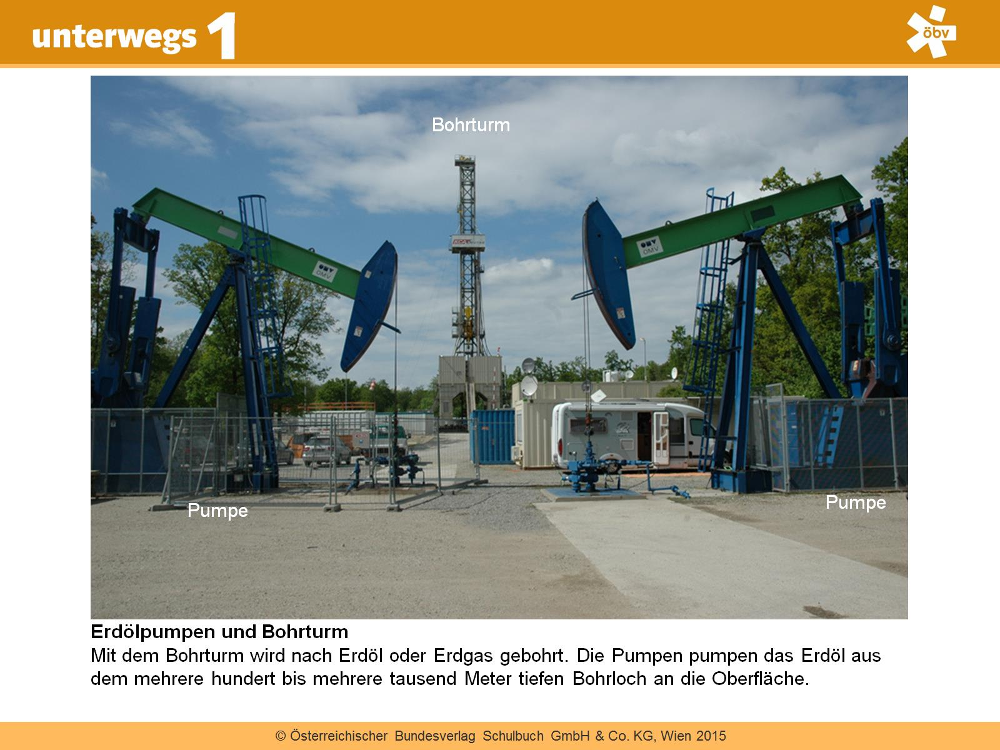 unterwegs 1
öbv
Bohrturm
OMV
OMV
Pumpe
Pumpe
Erdölpumpen und Bohrturm
Mit dem Bohrturm wird nach Erdöl oder Erdgas gebohrt. Die Pumpen pumpen das Erdöl aus
dem mehrere hundert bis mehrere tausend Meter tiefen Bohrloch an die Oberfläche.
© Österreichischer Bundesverlag Schulbuch GmbH & Co. KG, Wien 2015